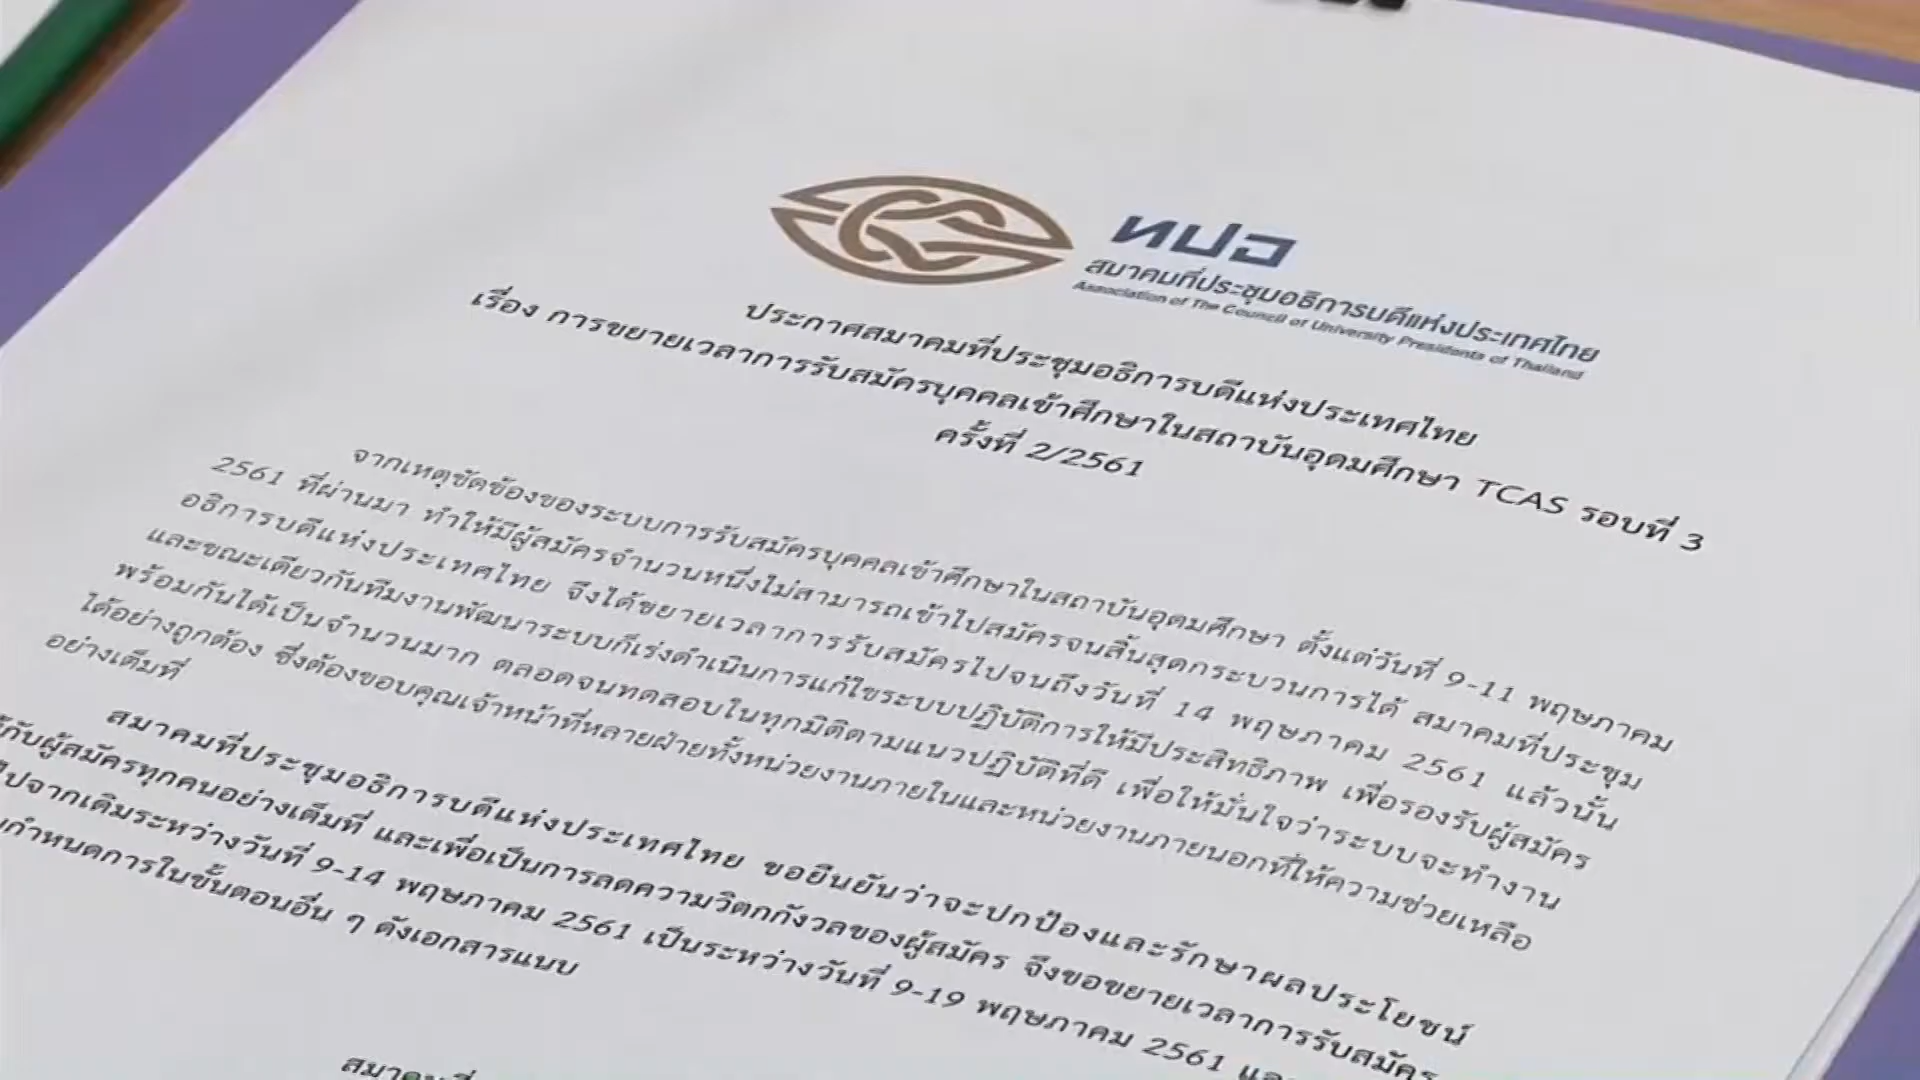 ทปอ
สมาคมที่ประชุมอธิการบดีแห่งประเทศไทย
Association of The Council of University Presidents of Thailand
ประกาศสมาคมที่ประชุมอธิการบดีแห่งประเทศไทย
เรื่อง การขยายเวลาการรับสมัครบุคคลเข้าศึกษาในสถาบันอุดมศึกษา TCAS รอบที่ 3
ครั้งที่ 2/2561
จากเหตุขัดข้องของระบบการรับสมัครบุคคลเข้าศึกษาในสถาบันอุดมศึกษา ตั้งแต่วันที่ 9-11 พฤษภาคม
2561 ที่ผ่านมา ทำให้มีผู้สมัครจำนวนหนึ่งไม่สามารถเข้าไปสมัครจนสิ้นสุดกระบวนการได้ สมาคมที่ประชุม
อธิการบดีแห่งประเทศไทย จึงได้ขยายเวลาการรับสมัครไปจนถึงวันที่ 14 พฤษภาคม 2561 แล้วนั้น
และขณะเดียวกันทีมงานพัฒนาระบบก็เร่งดำเนินการแก้ไขระบบปฏิบัติการให้มีประสิทธิภาพ เพื่อรองรับผู้สมัคร
พร้อมกันได้เป็นจำนวนมาก ตลอดจนทดสอบในทุกมิติตามแนวปฏิบัติที่ดี เพื่อให้มั่นใจว่าระบบจะทำงาน
ได้อย่างถูกต้อง ซึ่งต้องขอบคุณเจ้าหน้าที่หลายฝ่ายทั้งหน่วยงานภายในและหน่วยงานภายนอกที่ให้ความช่วยเหลือ
อย่างเต็มที่
สมาคมที่ประชุมอธิการบดีแห่งประเทศไทย ขอยืนยันว่าจะปกป้องและรักษาผลประโยชน์
ให้กับผู้สมัครทุกคนอย่างเต็มที่ และเพื่อเป็นการลดความวิตกกังวลของผู้สมัคร จึงขอขยายเวลาการรับสมัคร
ไปจากเดิมระหว่างวันที่ 9-14 พฤษภาคม 2561 เป็นระหว่างวันที่ 9-19 พฤษภาคม 2561
กำหนดการในขั้นตอนอื่น ๆ ดังเอกสารแนบ